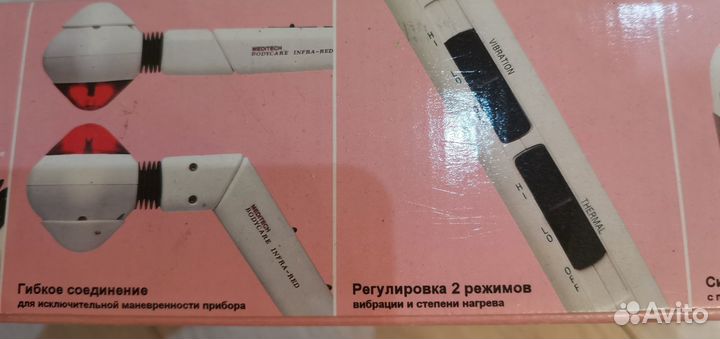 MEDITECH
BODYCARE INFRA-RED
MEDITECH
BODYCARE INFRA-RED
Гибкое соединение
для исключительной маневренности прибора
VIBRATION
HI
LO
THERMAL
HI
LO
OFF
Регулировка 2 режимов
вибрации и степени нагрева
Avito